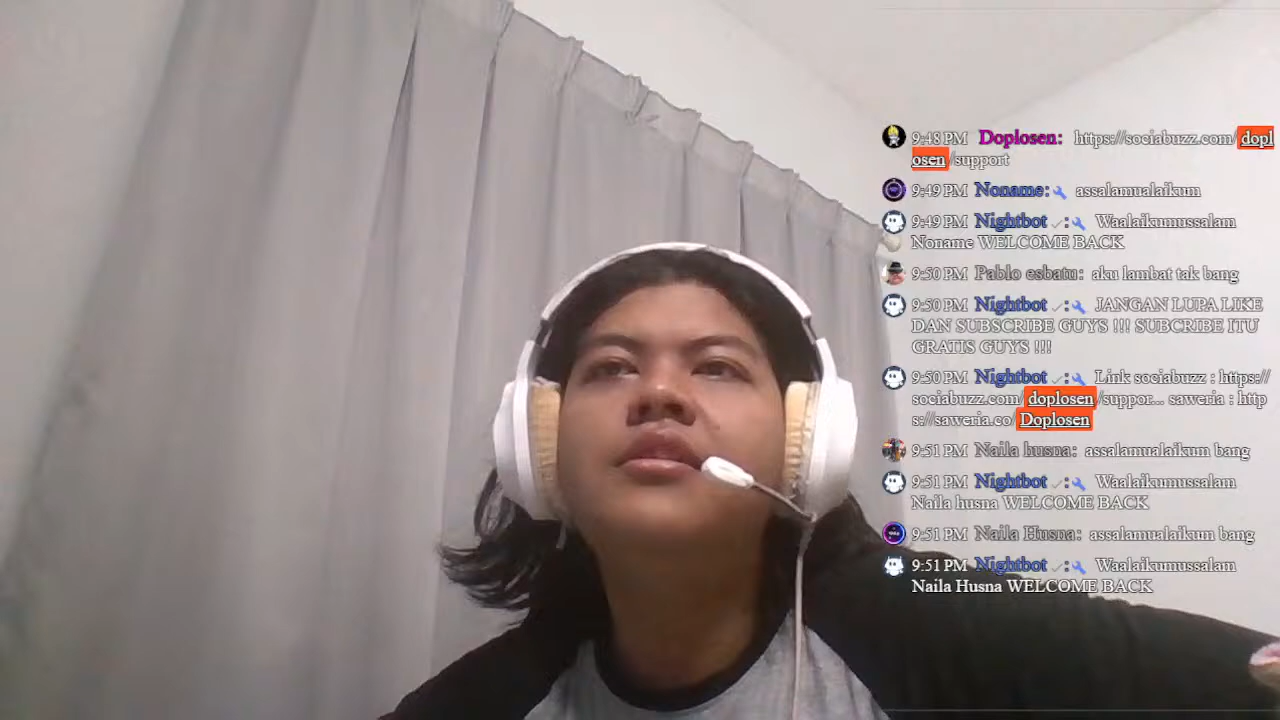 9:48 PM Doplosen: https://sociabuzz.com/dopl
osen/support
9:49 PM Noname: assalamualaikum
9:49 PM Nightbot : Waalaikumussalam
Noname WELCOME BACK
9:50 PM Pablo esbatu: aku lambat tak bang
9:50 PM Nightbot : JANGAN LUPA LIKE
DAN SUBSCRIBE GUYS !!! SUBCRIBE ITU
GRATIS GUYS !!!
9:50 PM Nightbot : Link sociabuzz : https://
sociabuzz.com/doplosen/suppor... saweria : http
s://saweria.co/Doplosen
9:51 PM Naila husna: assalamualaikum bang
9:51 PM Nightbot : Waalaikumussalam
Naila husna WELCOME BACK
9:51 PM Naila Husna: assalamualaikum bang
9:51 PM Nightbot : Waalaikumussalam
Naila Husna WELCOME BACK